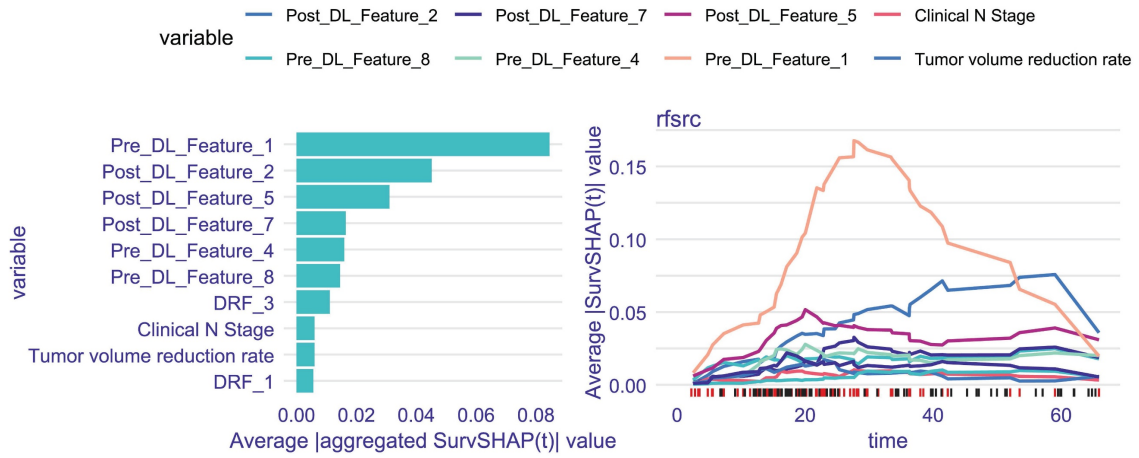 variable
Post_DL_Feature_2 Post_DL_Feature_7 Post_DL_Feature_5 Clinical N Stage
Pre_DL_Feature_8 Pre_DL_Feature_4 Pre_DL_Feature_1 Tumor volume reduction rate
variable
Pre_DL_Feature_1
Post_DL_Feature_2
Post_DL_Feature_5
Post_DL_Feature_7
Pre_DL_Feature_4
Pre_DL_Feature_8
DRF_3
Clinical N Stage
Tumor volume reduction rate
DRF_1
0.00 0.02 0.04 0.06 0.08
Average |aggregated SurvSHAP(t)| value
rfsrc
Average |SurvSHAP(t)| value
0.15
0.10
0.05
0.00
0 20 40 60
time